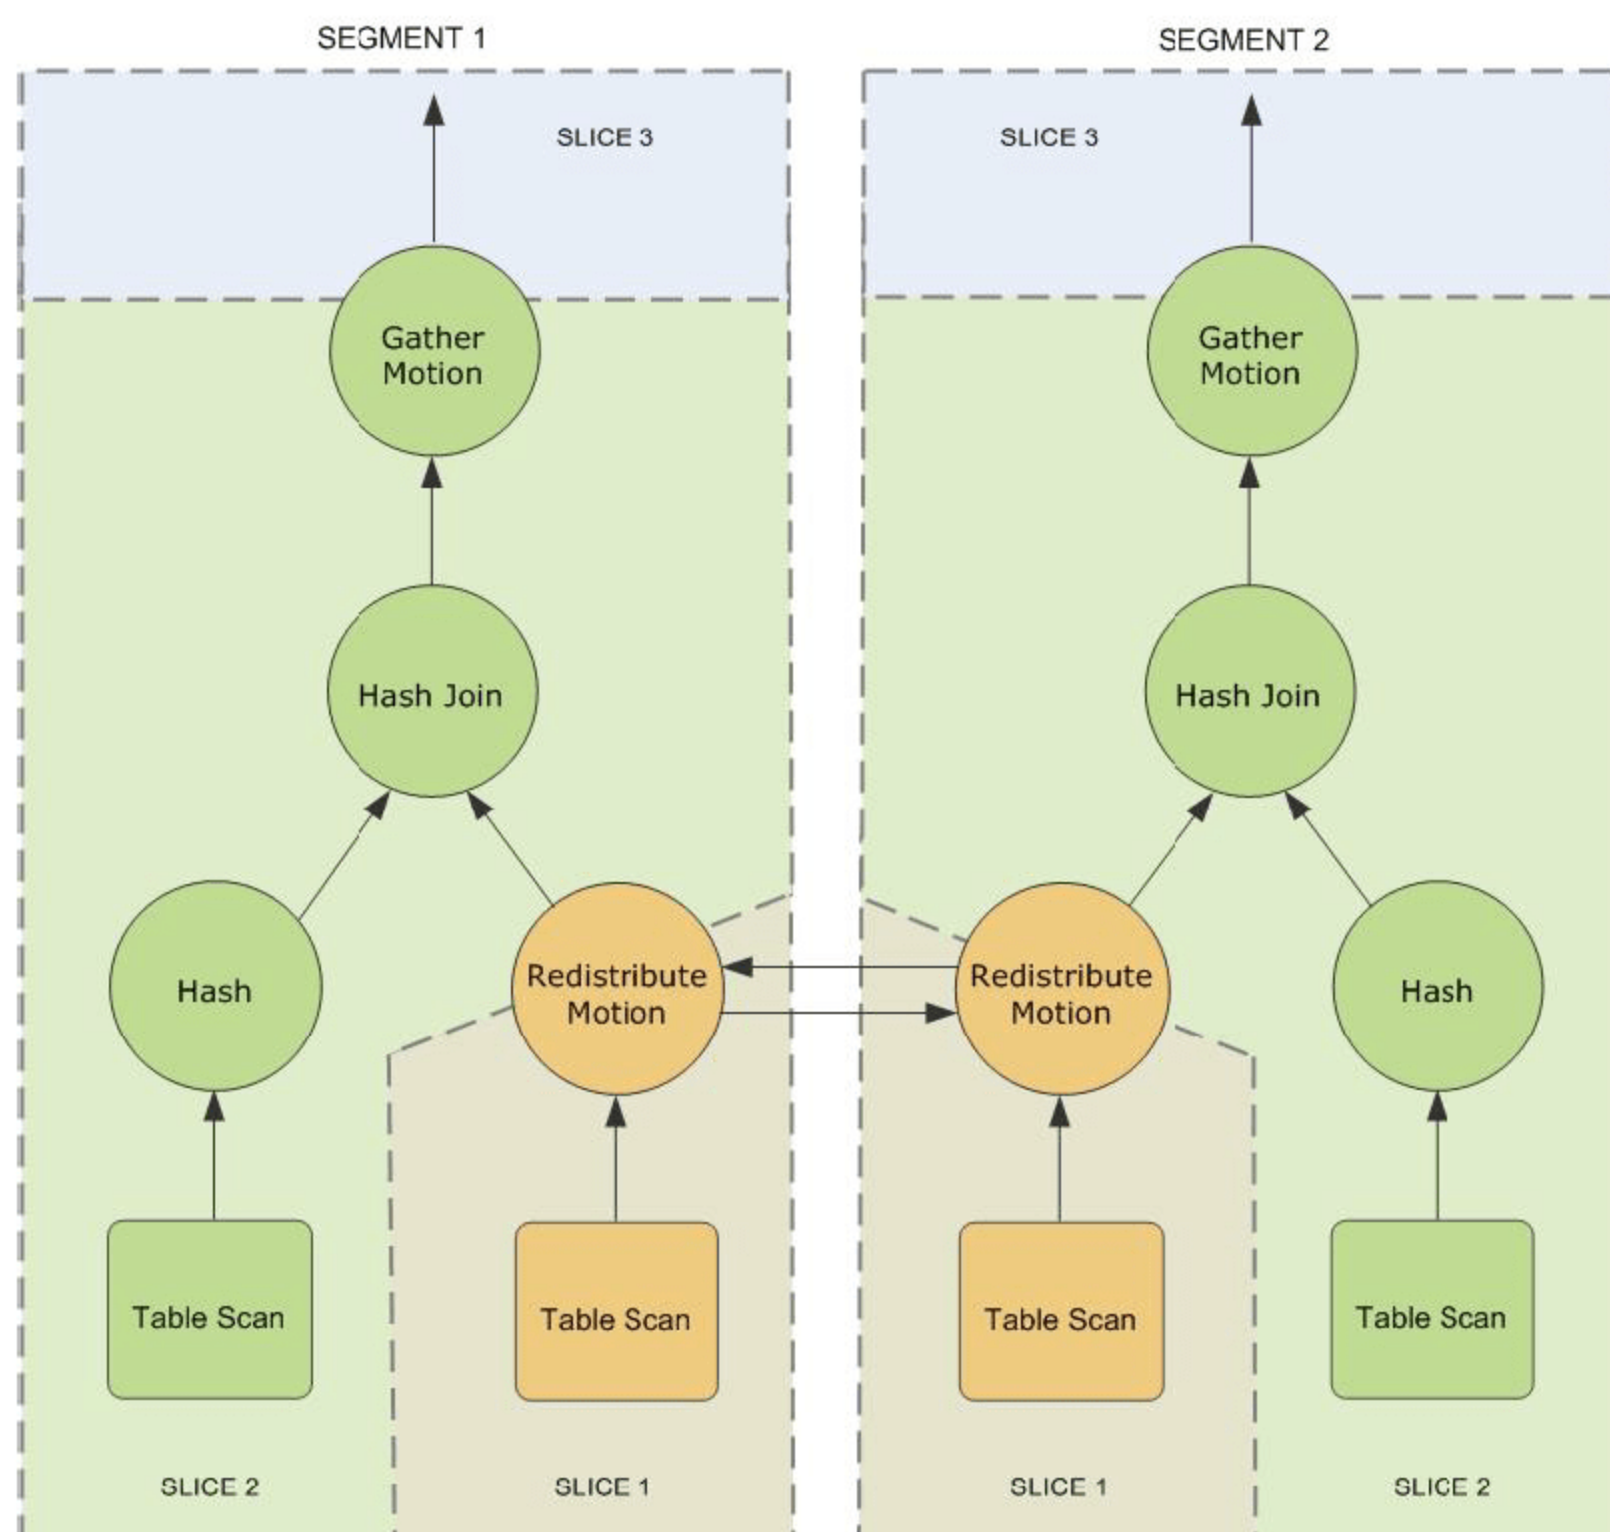 SEGMENT 1
SEGMENT 2
SLICE 3
SLICE 3
Gather
Motion
Gather
Motion
Hash Join
Hash Join
Hash
Redistribute
Motion
Redistribute
Motion
Hash
Table Scan
Table Scan
Table Scan
Table Scan
SLICE 2
SLICE 1
SLICE 1
SLICE 2